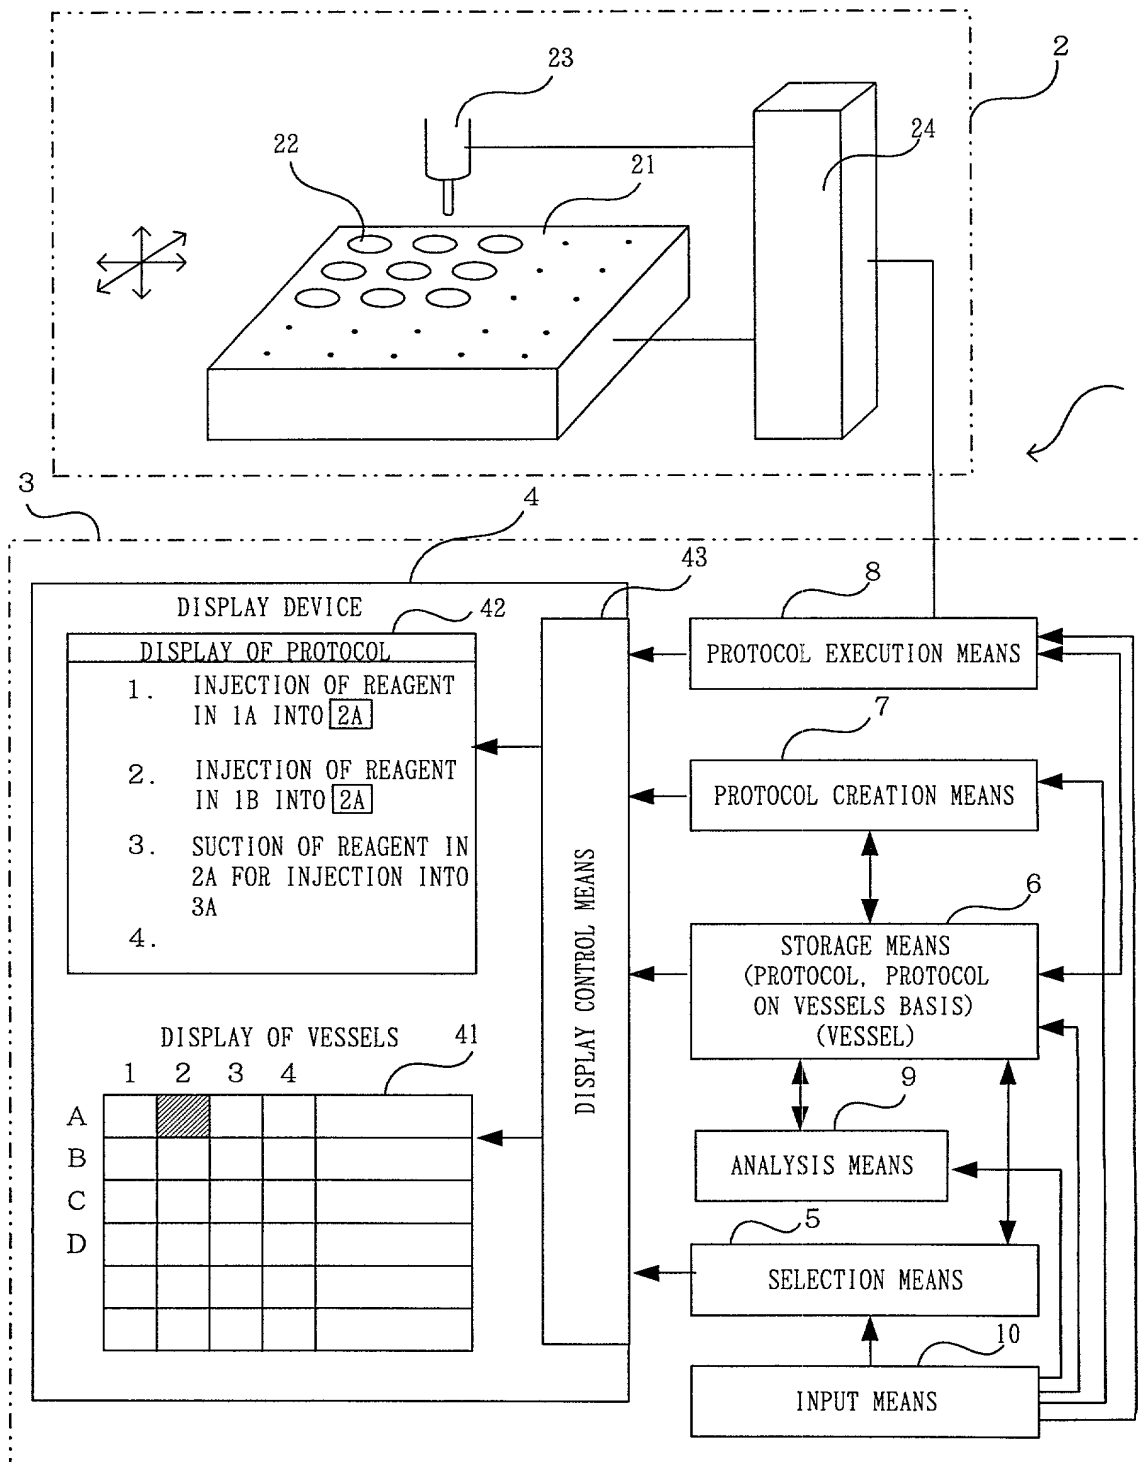 2
23
24
22
21
3
4
43
8
DISPLAY DEVICE
42
DISPLAY OF PROTOCOL
1. INJECTION OF REAGENT
IN 1A INTO 2A
2. INJECTION OF REAGENT
IN 1B INTO 2A
3. SUCTION OF REAGENT IN
2A FOR INJECTION INTO
3A
4.
PROTOCOL EXECUTION MEANS
7
PROTOCOL CREATION MEANS
6
STORAGE MEANS
(PROTOCOL, PROTOCOL
ON VESSELS BASIS)
(VESSEL)
DISPLAY CONTROL MEANS
DISPLAY OF VESSELS
41
1 2 3 4
A
B
C
D
9
ANALYSIS MEANS
5
SELECTION MEANS
10
INPUT MEANS